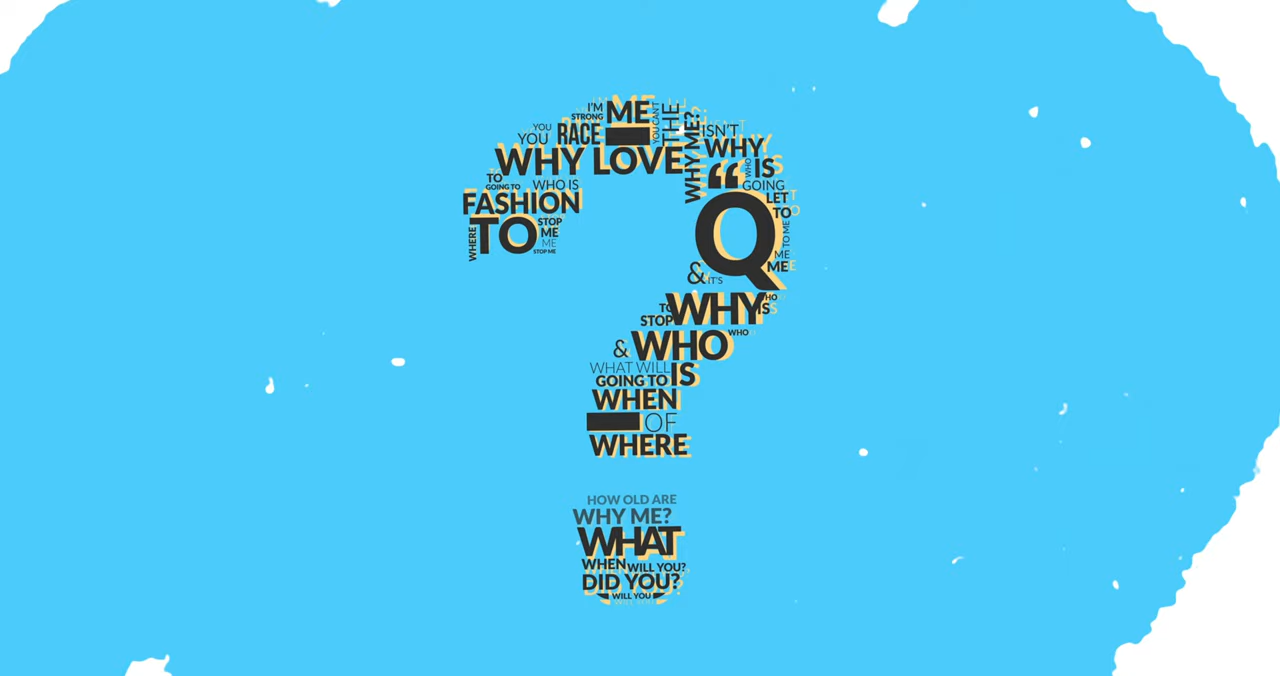 I'M STRONG ME YOU CAN'T THE
YOU YOU RACE
WHY LOVE WHY ME?
ISN'T
WHY
WHO IS
TO
GOING TO WHO IS
FASHION
WHERE TO STOP ME
ME
STOP ME
“ GOING
LET
TO
Q TO ME
ME
ME
& IT'S
TO WHY WHO IS
STOP
& WHO WHO
WHAT WILL IS
GOING TO
WHEN
OF
WHERE
HOW OLD ARE
WHY ME?
WHAT
WHEN WILL YOU?
DID YOU?
WILL YOU